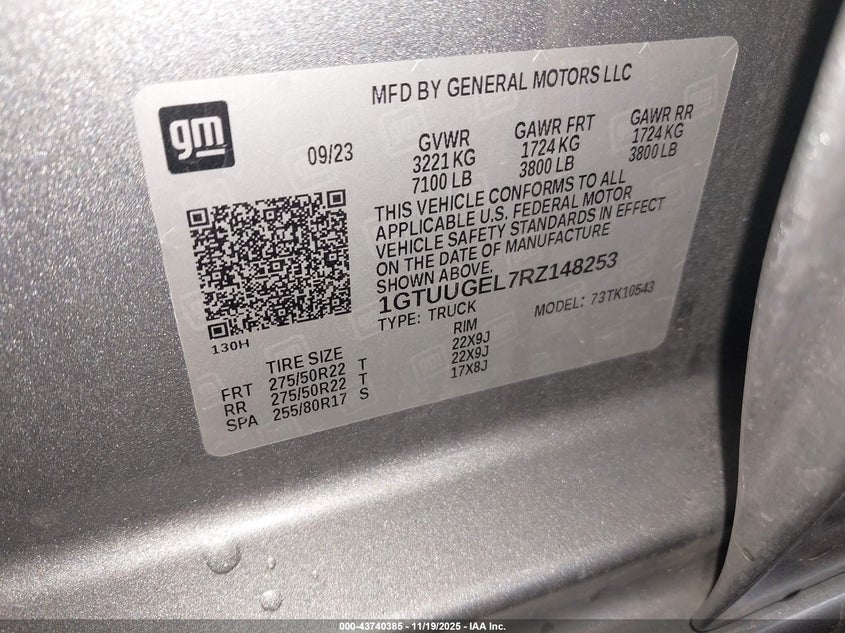 MFD BY GENERAL MOTORS LLC
gm
09/23
GVWR
3221 KG
7100 LB
GAWR FRT
1724 KG
3800 LB
GAWR RR
1724 KG
3800 LB
THIS VEHICLE CONFORMS TO ALL
APPLICABLE U.S. FEDERAL MOTOR
VEHICLE SAFETY STANDARDS IN EFFECT
ON THE DATE OF MANUFACTURE
SHOWN ABOVE.
1GTUUGEL7RZ148253
TYPE: TRUCK
MODEL: 73TK10543
130H
TIRE SIZE
RIM
FRT 275/50R22 T 22X9J
RR 275/50R22 T 22X9J
SPA 255/80R17 S 17X8J
000-43740385 - 11/19/2025 - IAA Inc.